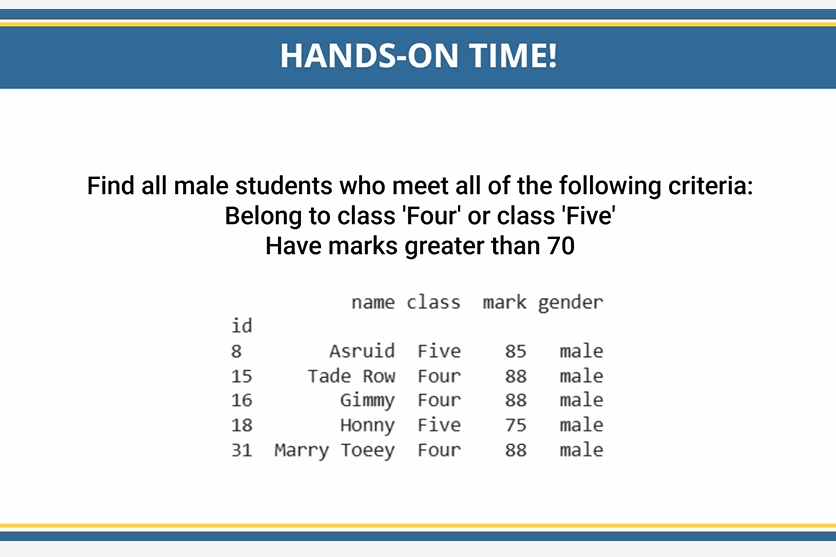 HANDS-ON TIME!
Find all male students who meet all of the following criteria:
Belong to class 'Four' or class 'Five'
Have marks greater than 70
name class mark gender
id
8 Asruid Five 85 male
15 Tade Row Four 88 male
16 Gimmy Four 88 male
18 Honny Five 75 male
31 Marry Toeey Four 88 male